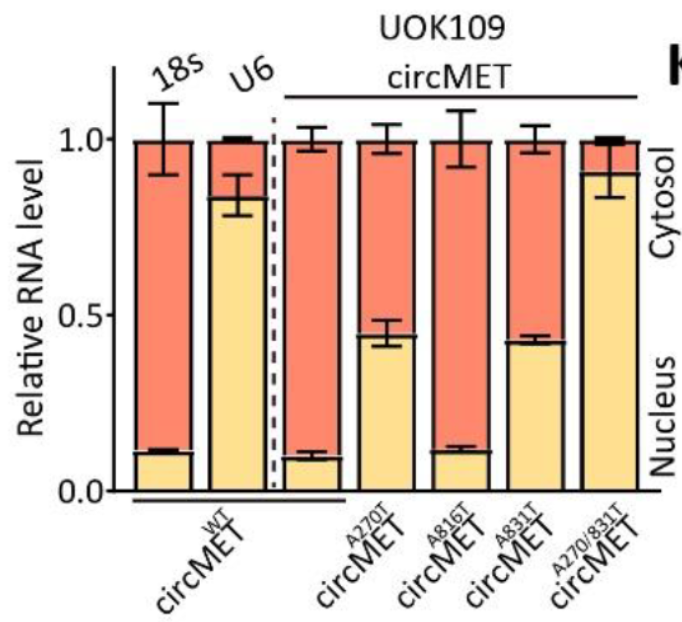 UOK109
18s
U6
circMET
K
1.0
0.5
0.0
Relative RNA level
Cytosol
Nucleus
circMET^WT
circMET^A270T
circMET^A816T
circMET^A831T
circMET^A270/831T